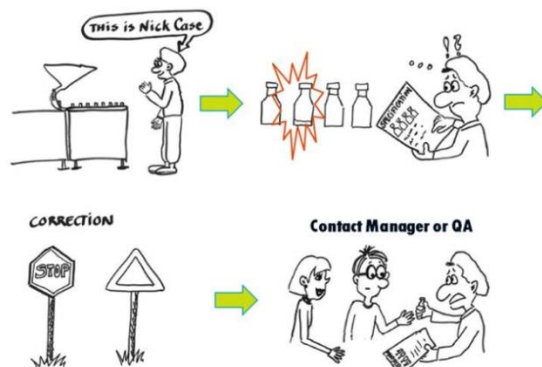 THIS IS NICK CASE
SPECIFICATION
CORRECTION
Contact Manager or QA
STOP